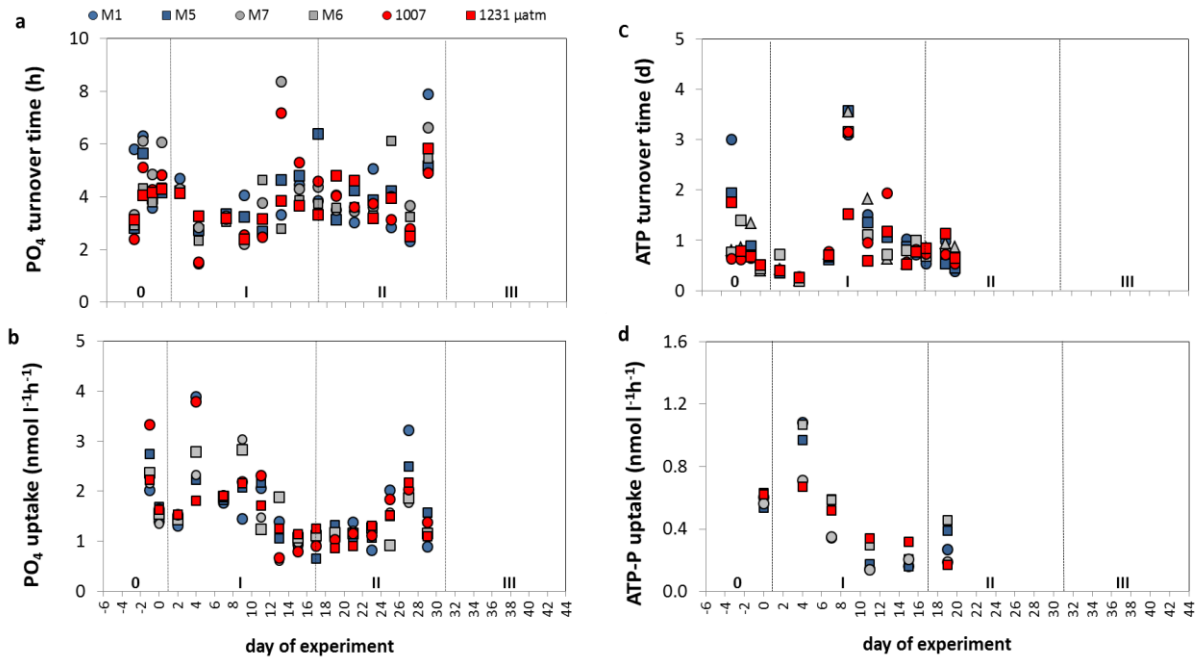 M1 M5 M7 M6 1007 1231 µatm
a
PO4 turnover time (h)
10
8
6
4
2
0
0 I II III
b
PO4 uptake (nmol l-1h-1)
5
4
3
2
1
0
0 I II III
-6 -4 -2 0 2 4 6 8 10 12 14 16 18 20 22 24 26 28 30 32 34 36 38 40 42 44
day of experiment
c
ATP turnover time (d)
5
4
3
2
1
0
0 I II III
d
ATP-P uptake (nmol l-1h-1)
1.6
1.2
0.8
0.4
0.0
0 I II III
-6 -4 -2 0 2 4 6 8 10 12 14 16 18 20 22 24 26 28 30 32 34 36 38 40 42 44
day of experiment